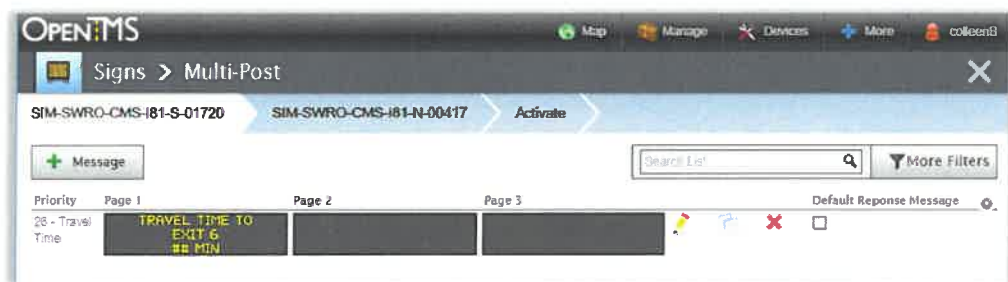 OPENTMS
Map Manage Devices More colleenB
Signs > Multi-Post
SIM-SWRO-CMS-I81-S-01720 SIM-SWRO-CMS-I81-N-00417 Activate
+ Message Search List More Filters
Priority Page 1 Page 2 Page 3 Default Reponse Message
26 - Travel Time
TRAVEL TIME TO
EXIT 6
## MIN